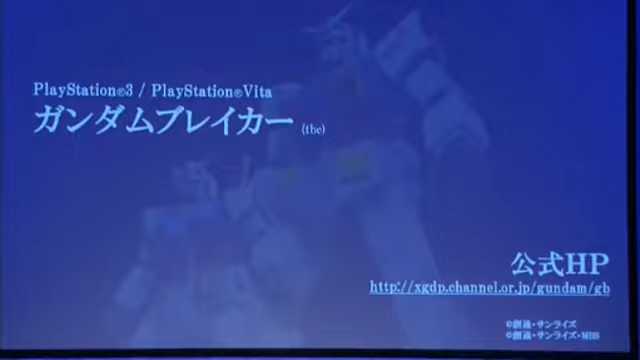 PlayStation®3 / PlayStation®Vita
ガンダムブレイカー (tbc)
公式HP
http://xgdp.channel.or.jp/gundam/gb
©創通・サンライズ
©創通・サンライズ・MBS